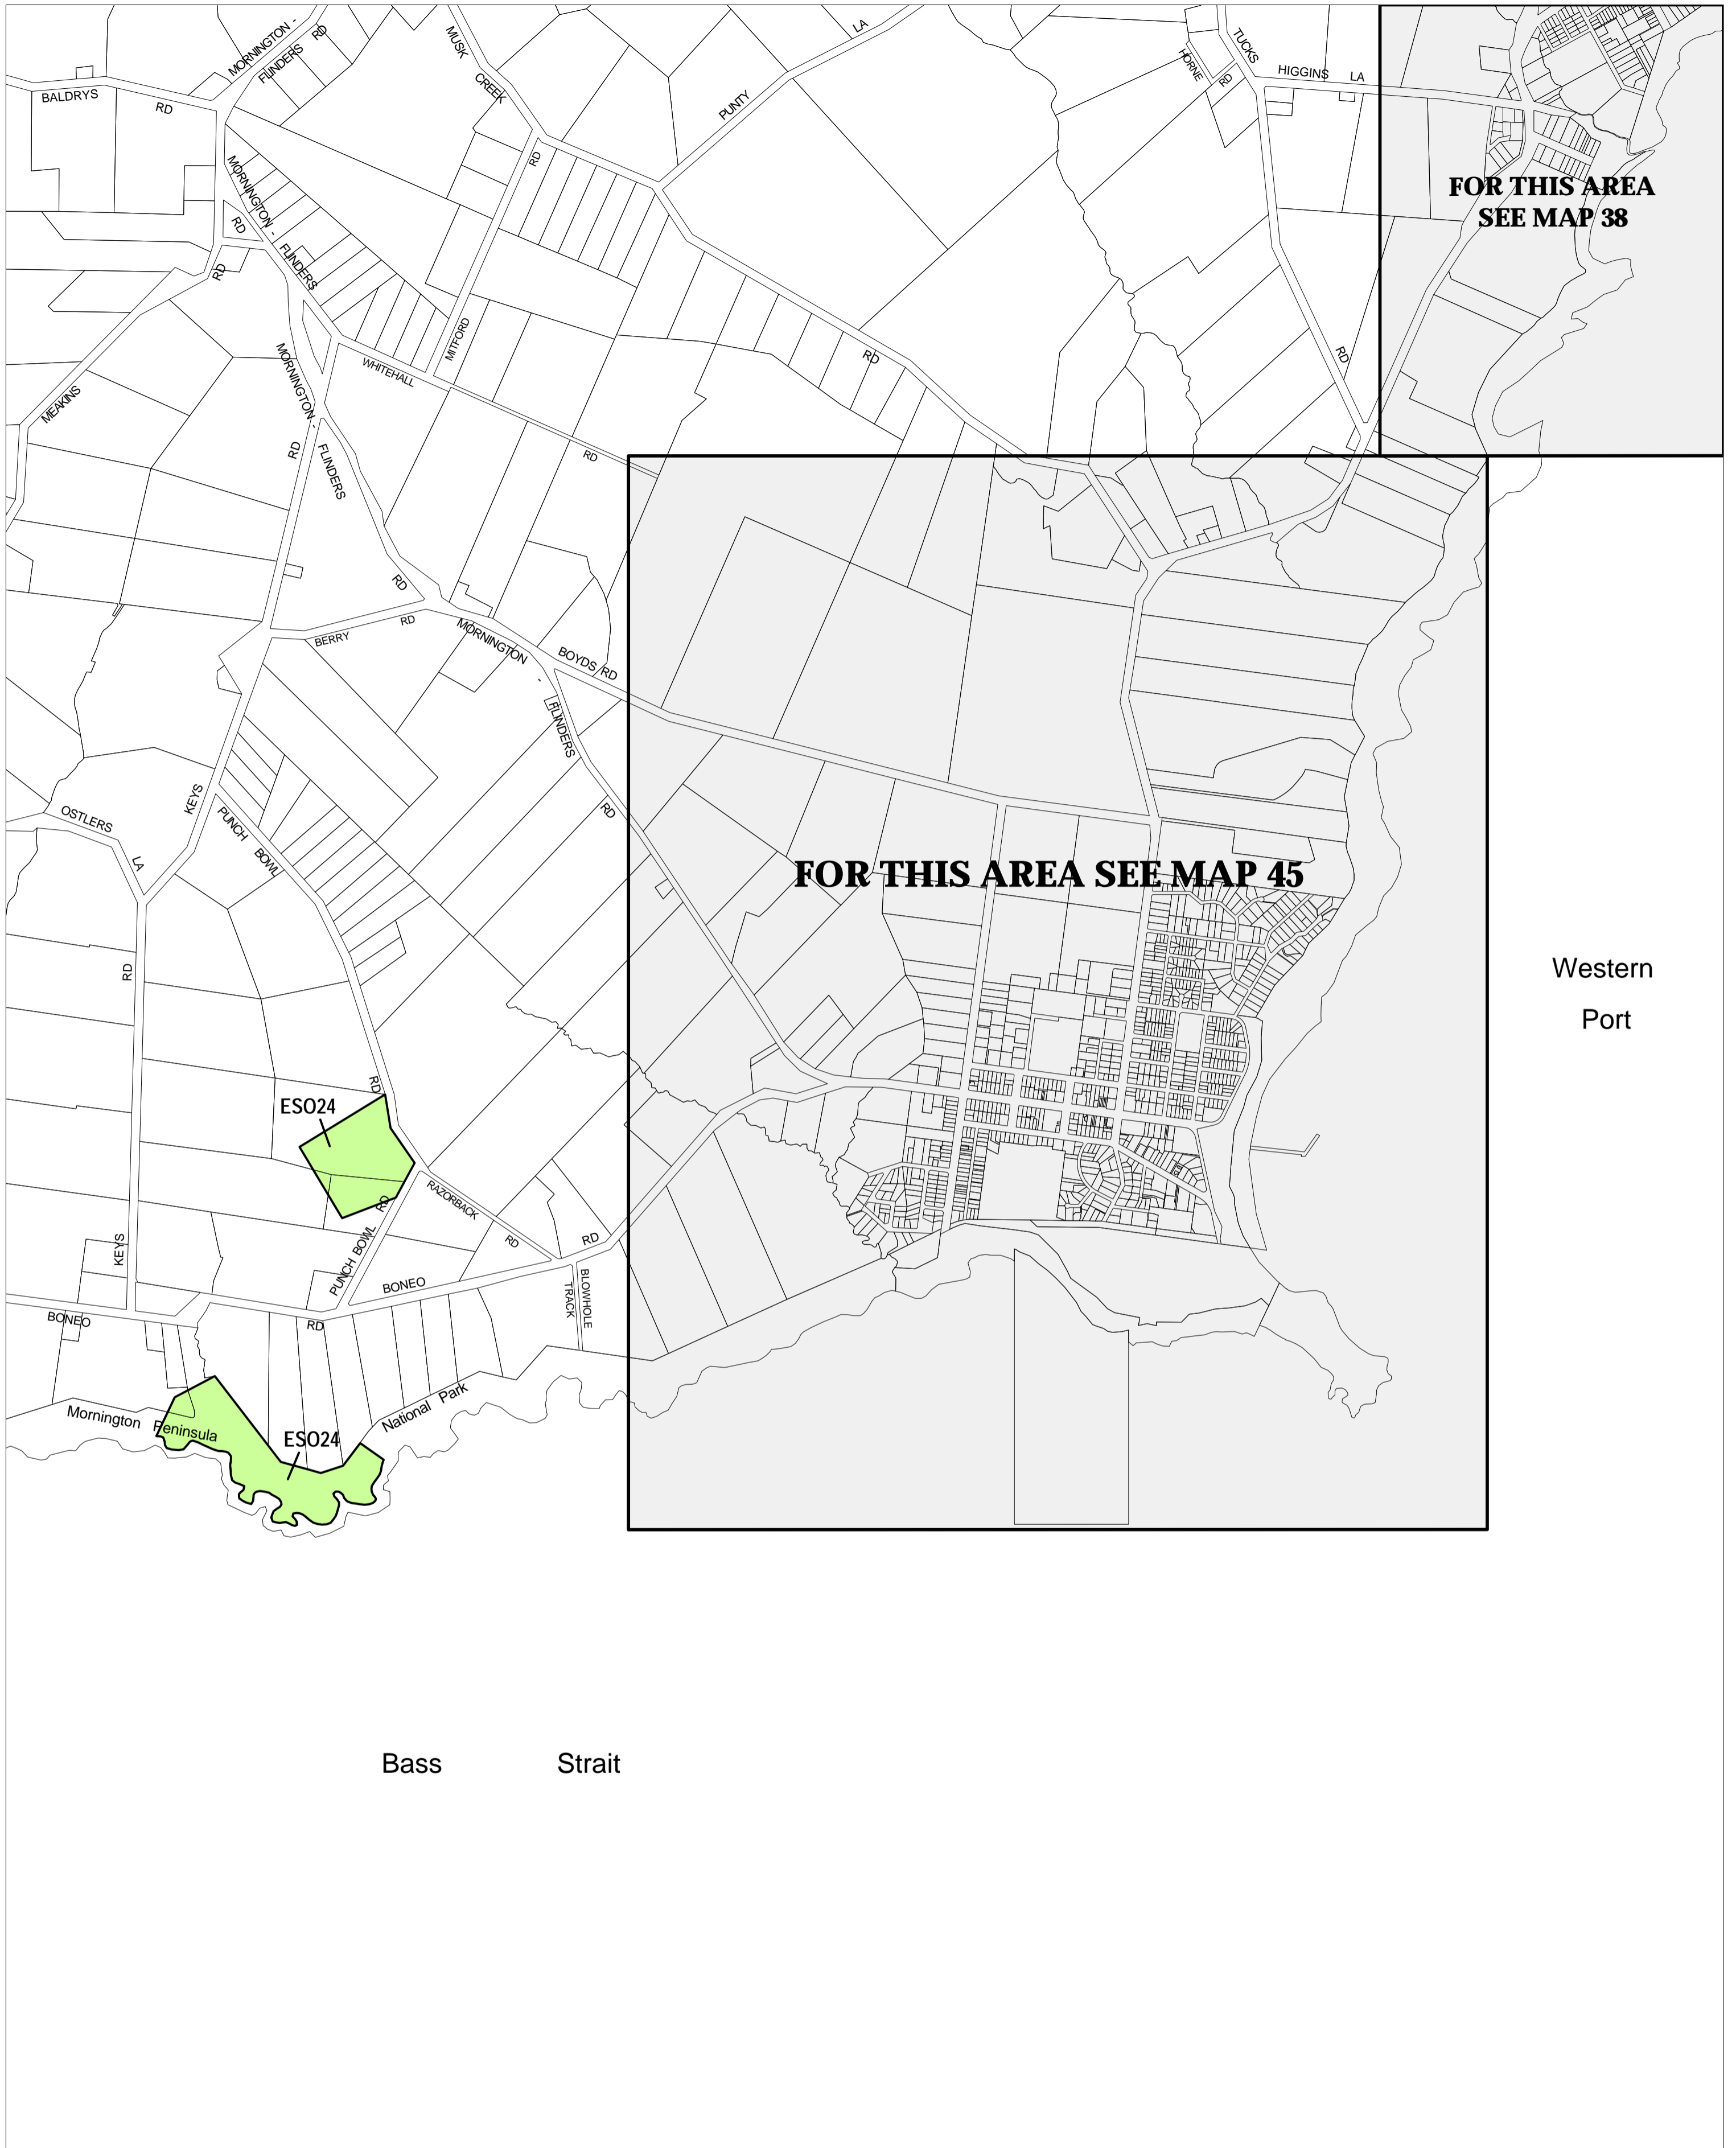 MORNINGTON -
FLINDERS RD
MUSK
CREEK
RD
LA
PUNTY
TUCKS
HORNE
RD
HIGGINS LA
BALDRYS
RD
FOR THIS AREA
SEE MAP 38
MORNINGTON -
FLINDERS
RD
RD
MITFORD
WHITEHALL
RD
RD
RD
MEAKINS
MORNINGTON -
FLINDERS
RD
RD
BERRY
RD
MORNINGTON
-
FLINDERS
RD
BOYDS RD
KEYS
PUNCH
BOWL
OSTLERS
LA
FOR THIS AREA SEE MAP 45
RD
Western
Port
RD
ESO24
RD
RAZORBACK
RD
PUNCH BOWL
KEYS
RD
BONEO
BLOWHOLE
TRACK
BONEO
RD
Mornington Peninsula
National Park
ESO24
Bass Strait